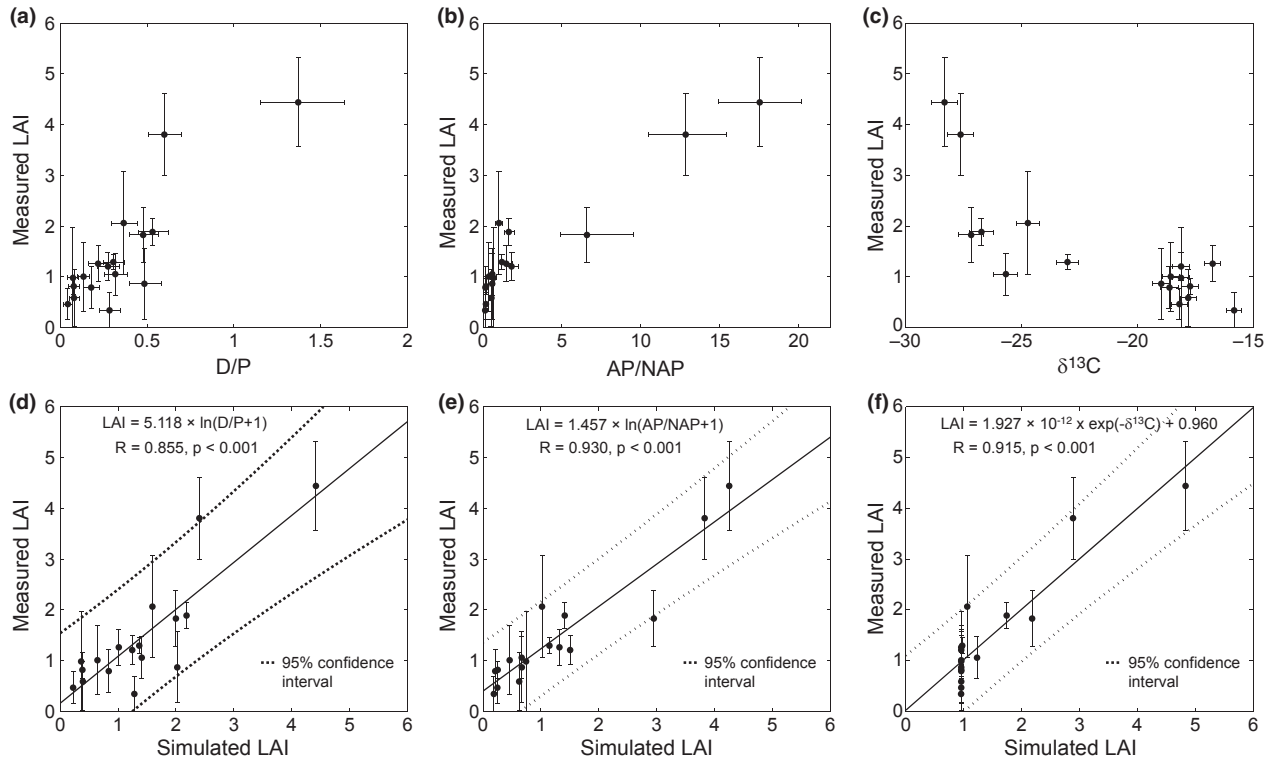 (a)
6
5
4
3
2
1
0
Measured LAI
0
0.5
1
1.5
2
D/P
(b)
6
5
4
3
2
1
0
Measured LAI
0
5
10
15
20
AP/NAP
(c)
6
5
4
3
2
1
0
Measured LAI
–30
–25
–20
–15
δ¹³C
(d)
6
5
4
3
2
1
0
Measured LAI
LAI = 5.118 × ln(D/P+1)
R = 0.855, p < 0.001
95% confidence
interval
0
1
2
3
4
5
6
Simulated LAI
(e)
6
5
4
3
2
1
0
Measured LAI
LAI = 1.457 × ln(AP/NAP+1)
R = 0.930, p < 0.001
95% confidence
interval
0
1
2
3
4
5
6
Simulated LAI
(f)
6
5
4
3
2
1
0
Measured LAI
LAI = 1.927 × 10⁻¹² x exp(-δ¹³C) + 0.960
R = 0.915, p < 0.001
95% confidence
interval
0
1
2
3
4
5
6
Simulated LAI